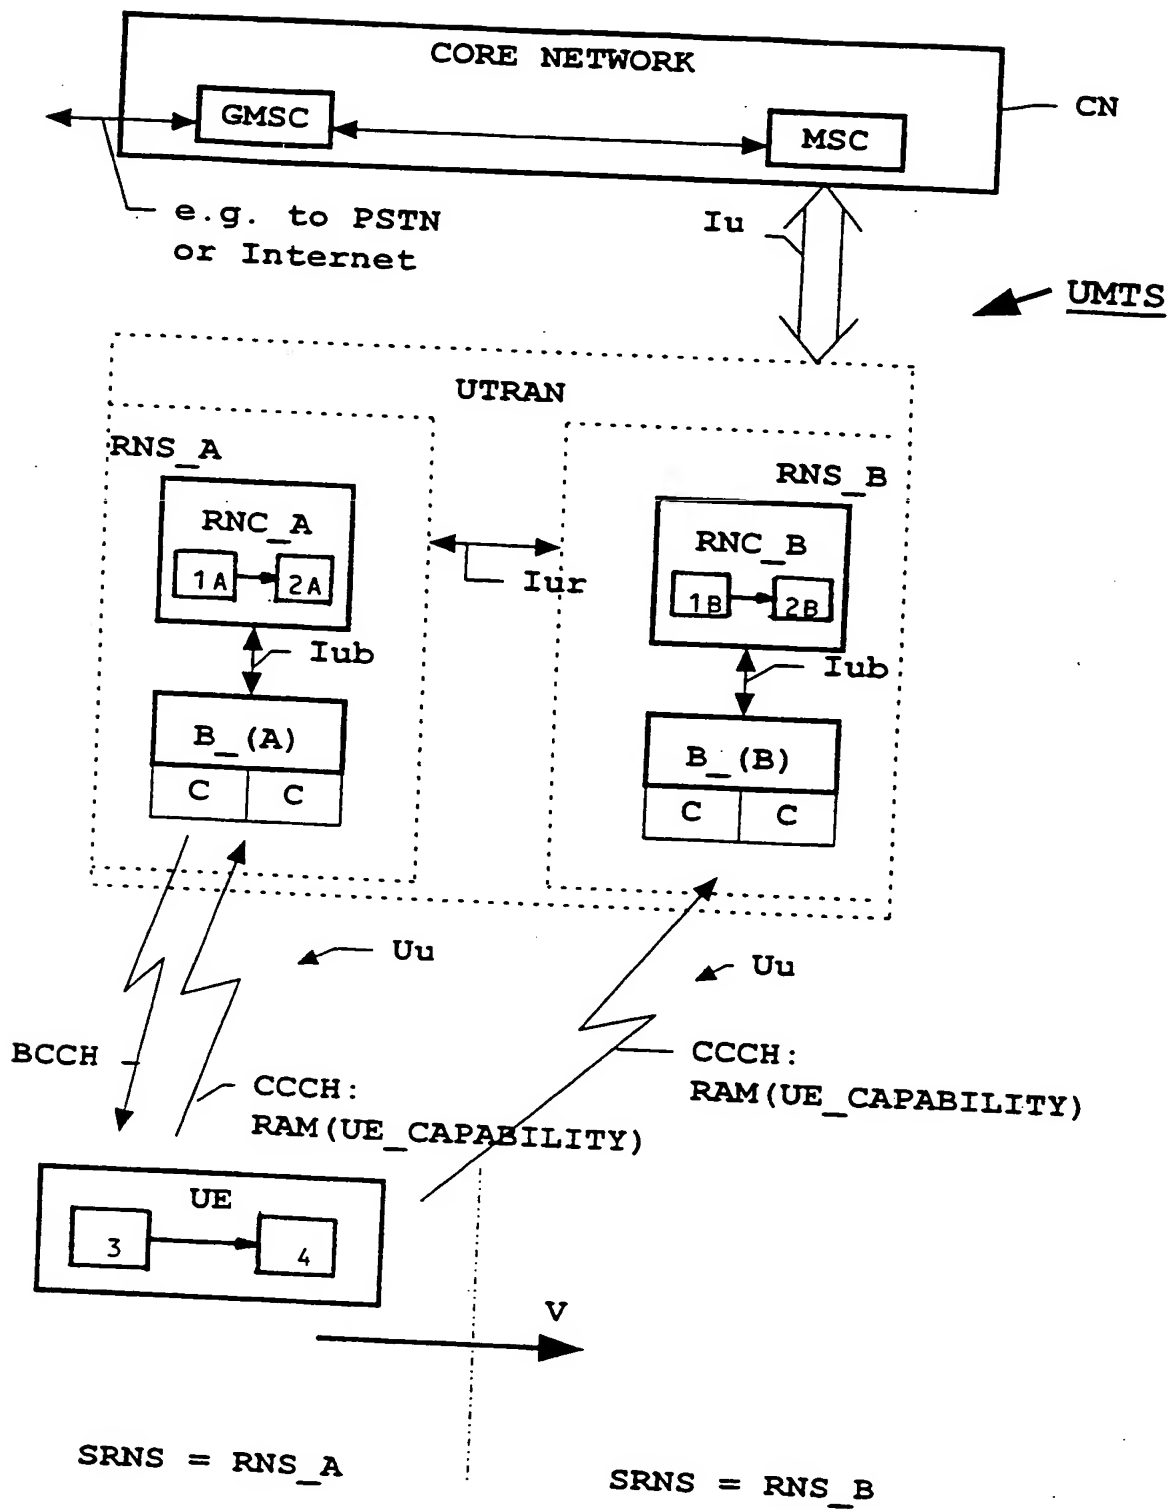 CORE NETWORK
CN
GMSC
MSC
e.g. to PSTN
or Internet
Iu
UMTS
UTRAN
RNS_A
RNS_B
RNC_A
RNC_B
1A
2A
Iur
1B
2B
Iub
Iub
B_(A)
B_(B)
C
C
C
C
Uu
Uu
BCCH
CCCH:
RAM(UE_CAPABILITY)
CCCH:
RAM(UE_CAPABILITY)
UE
3
4
V
SRNS = RNS_A
SRNS = RNS_B